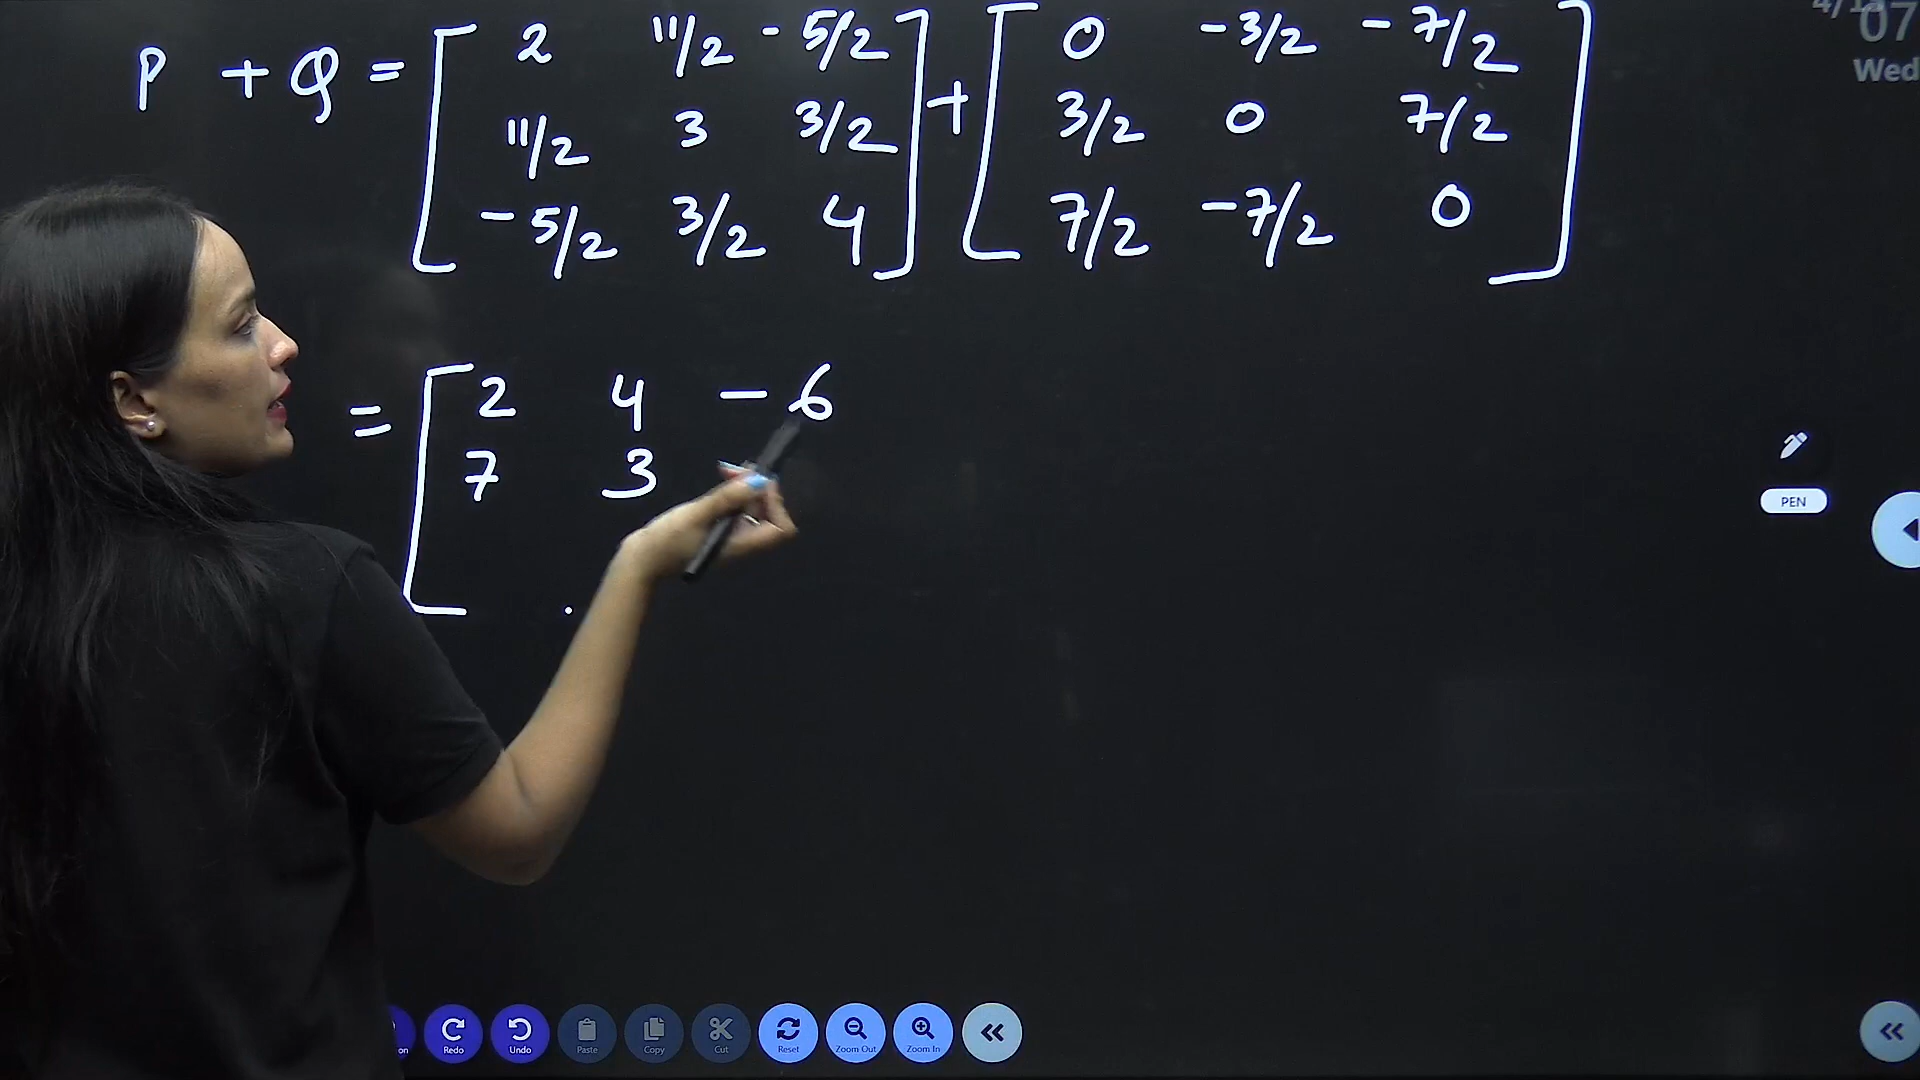 P + Q = [ 2 11/2 - 5/2 ] + [ 0 - 3/2 - 7/2 ]
11/2 3 3/2 3/2 0 7/2
- 5/2 3/2 4 7/2 - 7/2 0
= [ 2 4 - 6
7 3
.
07
Wed
PEN
Redo
Undo
Paste
Copy
Cut
Reset
Zoom Out
Zoom In